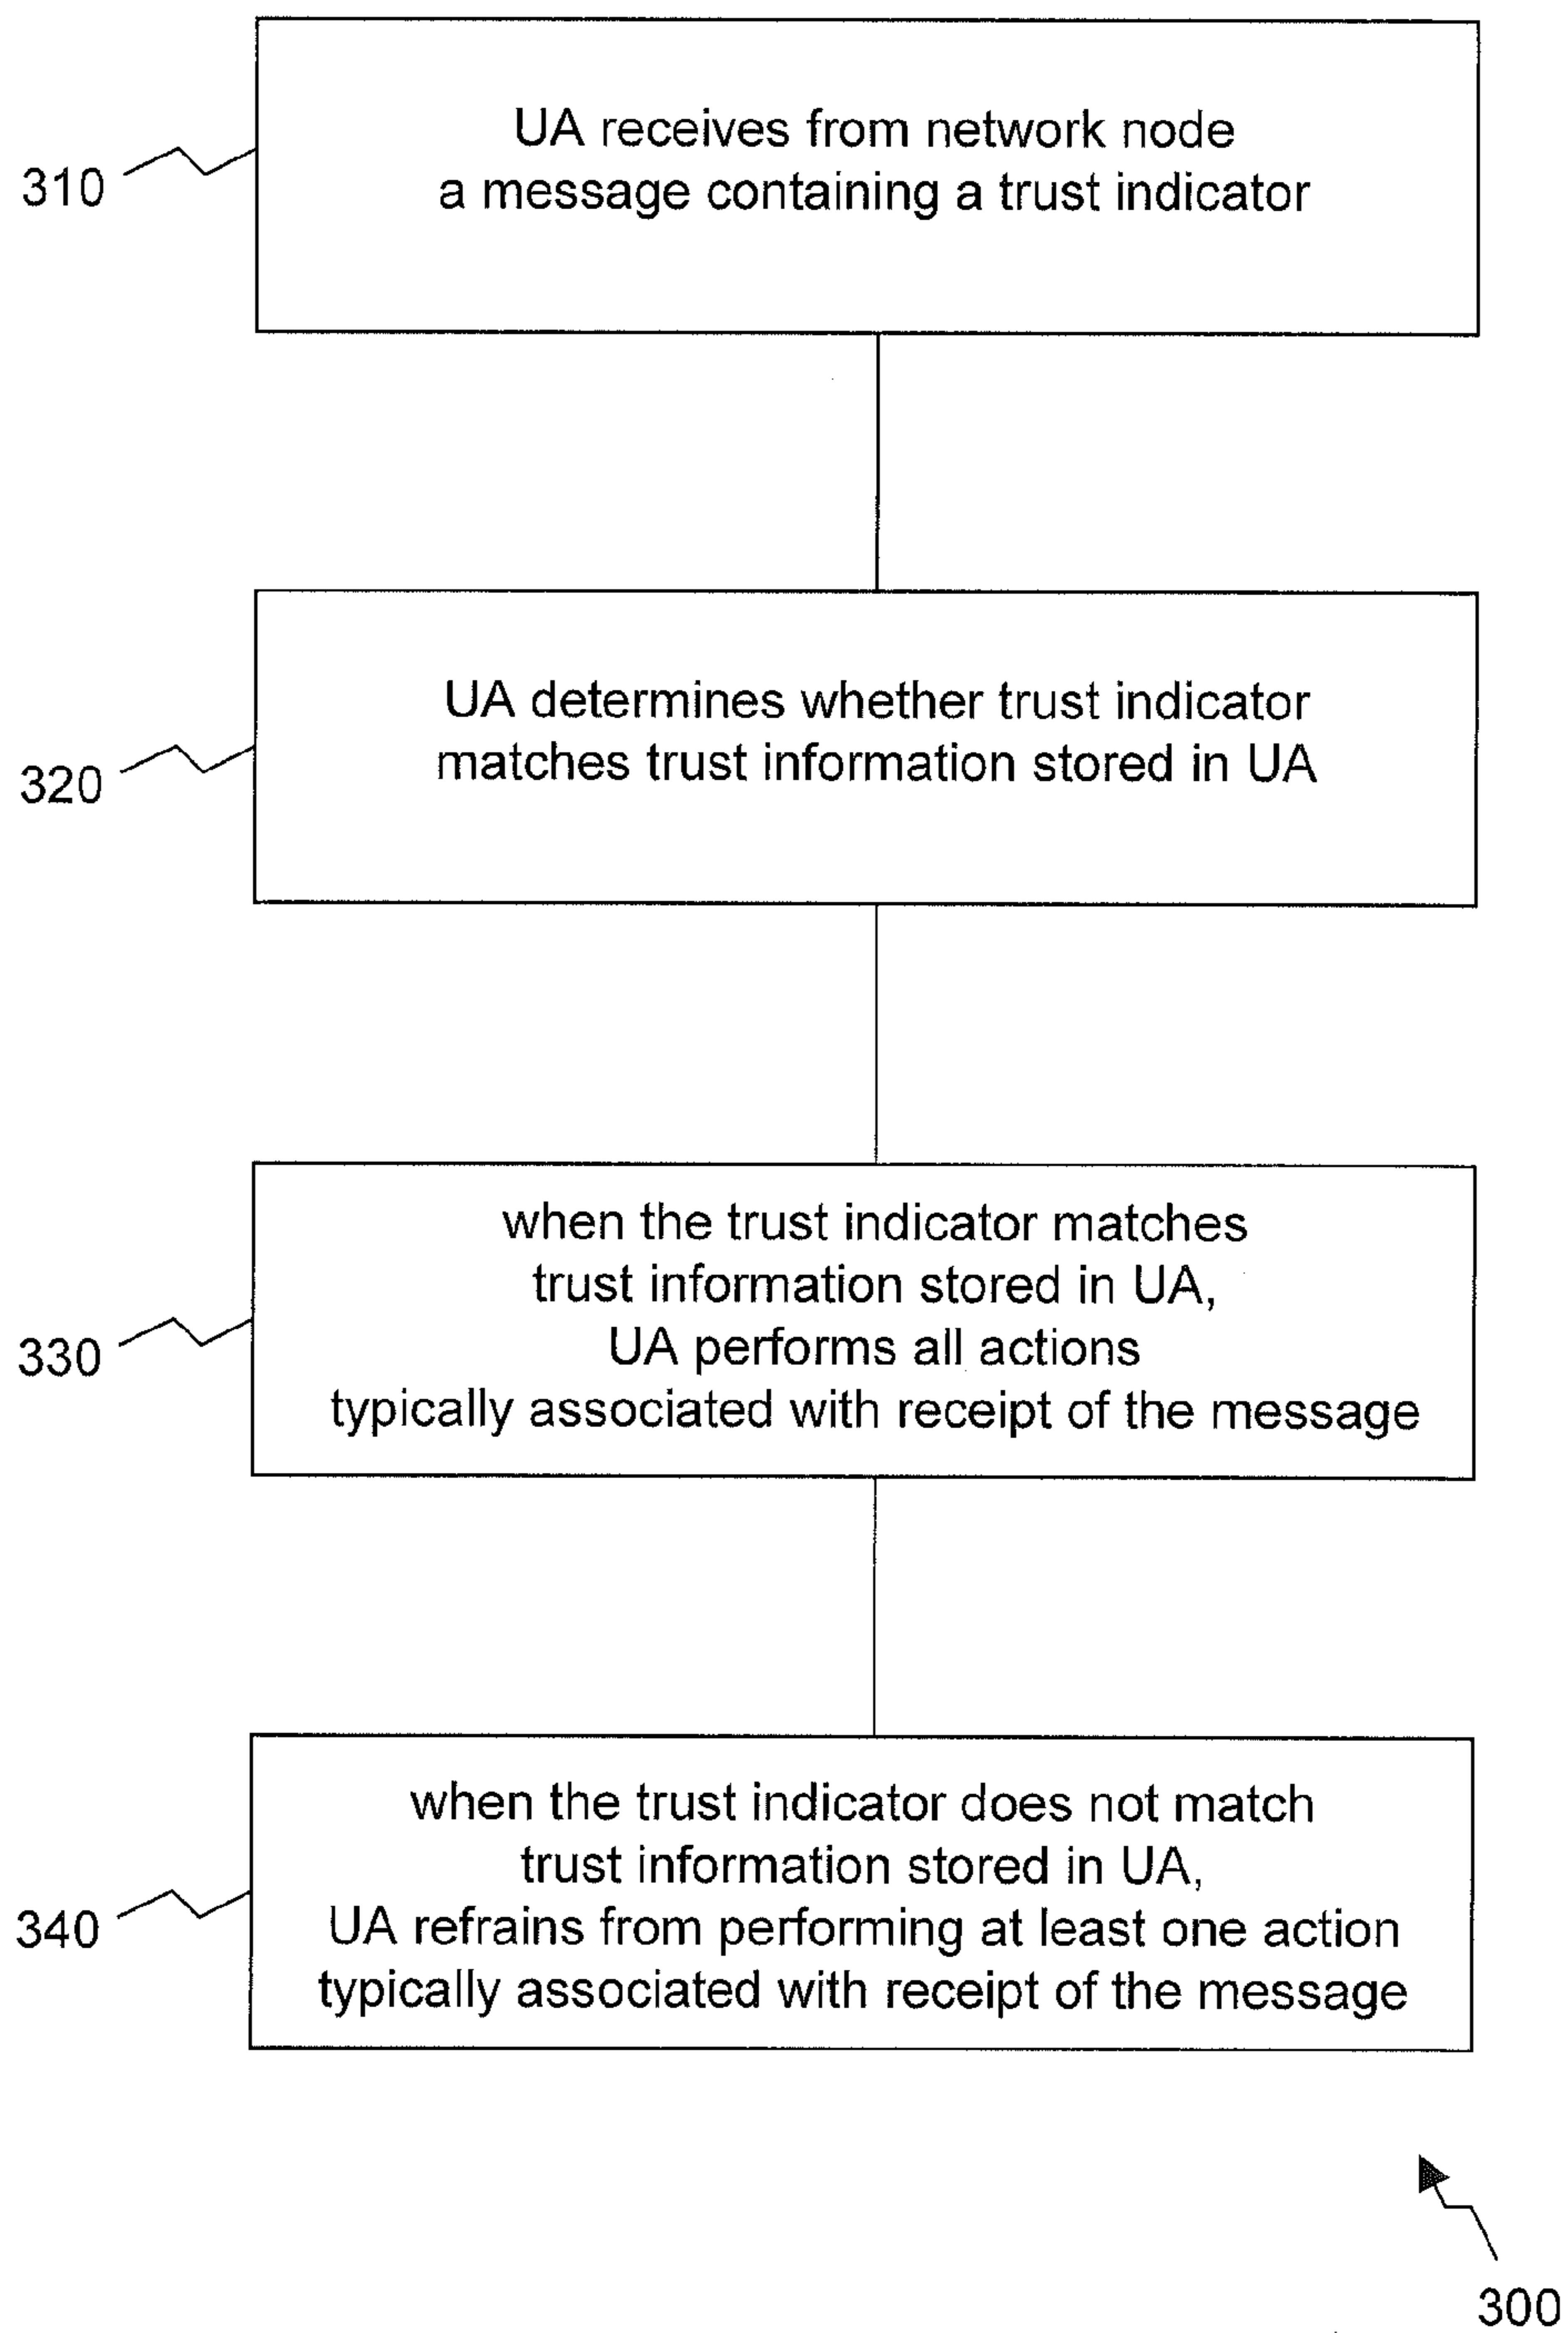 UA receives from network node
a message containing a trust indicator
310
UA determines whether trust indicator
matches trust information stored in UA
320
when the trust indicator matches
trust information stored in UA,
UA performs all actions
typically associated with receipt of the message
330
when the trust indicator does not match
trust information stored in UA,
UA refrains from performing at least one action
typically associated with receipt of the message
340
300